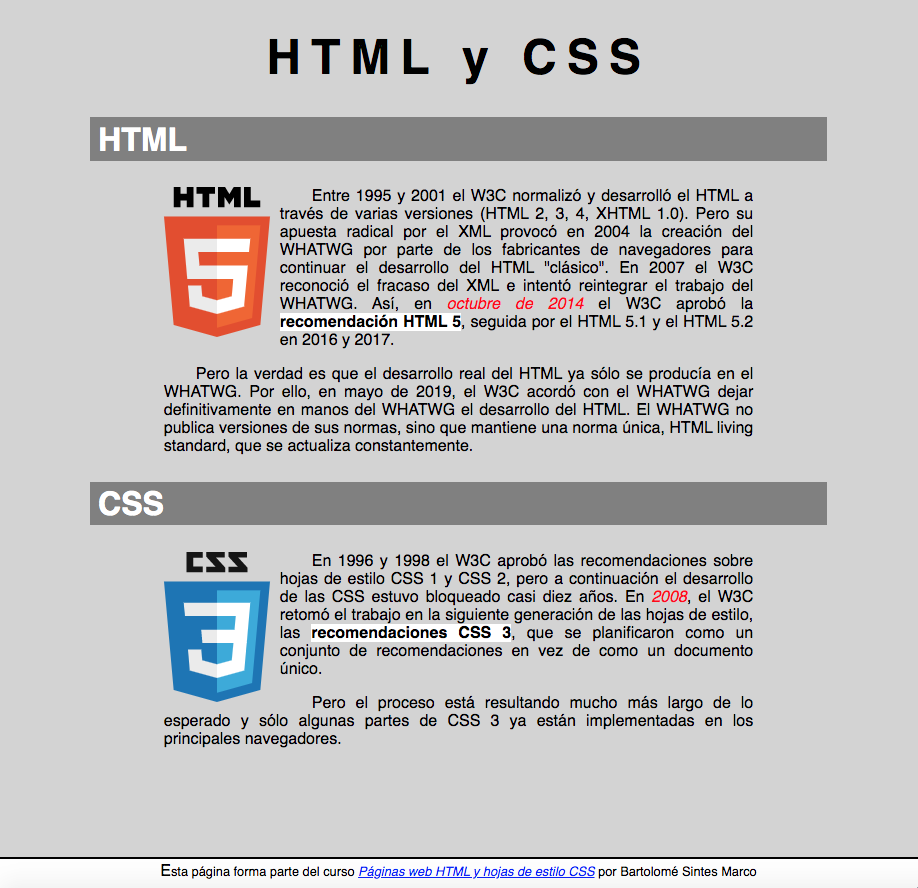 HTML y CSS
HTML
HTML
5
Entre 1995 y 2001 el W3C normalizó y desarrolló el HTML a
través de varias versiones (HTML 2, 3, 4, XHTML 1.0). Pero su
apuesta radical por el XML provocó en 2004 la creación del
WHATWG por parte de los fabricantes de navegadores para
continuar el desarrollo del HTML "clásico". En 2007 el W3C
reconoció el fracaso del XML e intentó reintegrar el trabajo del
WHATWG. Así, en octubre de 2014 el W3C aprobó la
recomendación HTML 5, seguida por el HTML 5.1 y el HTML 5.2
en 2016 y 2017.
Pero la verdad es que el desarrollo real del HTML ya sólo se producía en el
WHATWG. Por ello, en mayo de 2019, el W3C acordó con el WHATWG dejar
definitivamente en manos del WHATWG el desarrollo del HTML. El WHATWG no
publica versiones de sus normas, sino que mantiene una norma única, HTML living
standard, que se actualiza constantemente.
CSS
CSS
3
En 1996 y 1998 el W3C aprobó las recomendaciones sobre
hojas de estilo CSS 1 y CSS 2, pero a continuación el desarrollo
de las CSS estuvo bloqueado casi diez años. En 2008, el W3C
retomó el trabajo en la siguiente generación de las hojas de estilo,
las recomendaciones CSS 3, que se planificaron como un
conjunto de recomendaciones en vez de como un documento
único.
Pero el proceso está resultando mucho más largo de lo
esperado y sólo algunas partes de CSS 3 ya están implementadas en los
principales navegadores.
Esta página forma parte del curso Páginas web HTML y hojas de estilo CSS por Bartolomé Sintes Marco